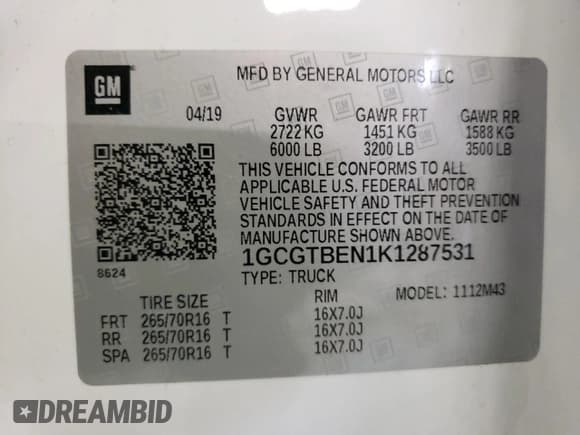 GM
MFD BY GENERAL MOTORS LLC
04/19 GVWR GAWR FRT GAWR RR
2722 KG 1451 KG 1588 KG
6000 LB 3200 LB 3500 LB
THIS VEHICLE CONFORMS TO ALL
APPLICABLE U.S. FEDERAL MOTOR
VEHICLE SAFETY AND THEFT PREVENTION
STANDARDS IN EFFECT ON THE DATE OF
MANUFACTURE SHOWN ABOVE.
8624
1GCGTBEN1K1287531
TYPE: TRUCK
MODEL: 1112M43
TIRE SIZE RIM
FRT 265/70R16 T 16X7.0J
RR 265/70R16 T 16X7.0J
SPA 265/70R16 T 16X7.0J
DREAMBID